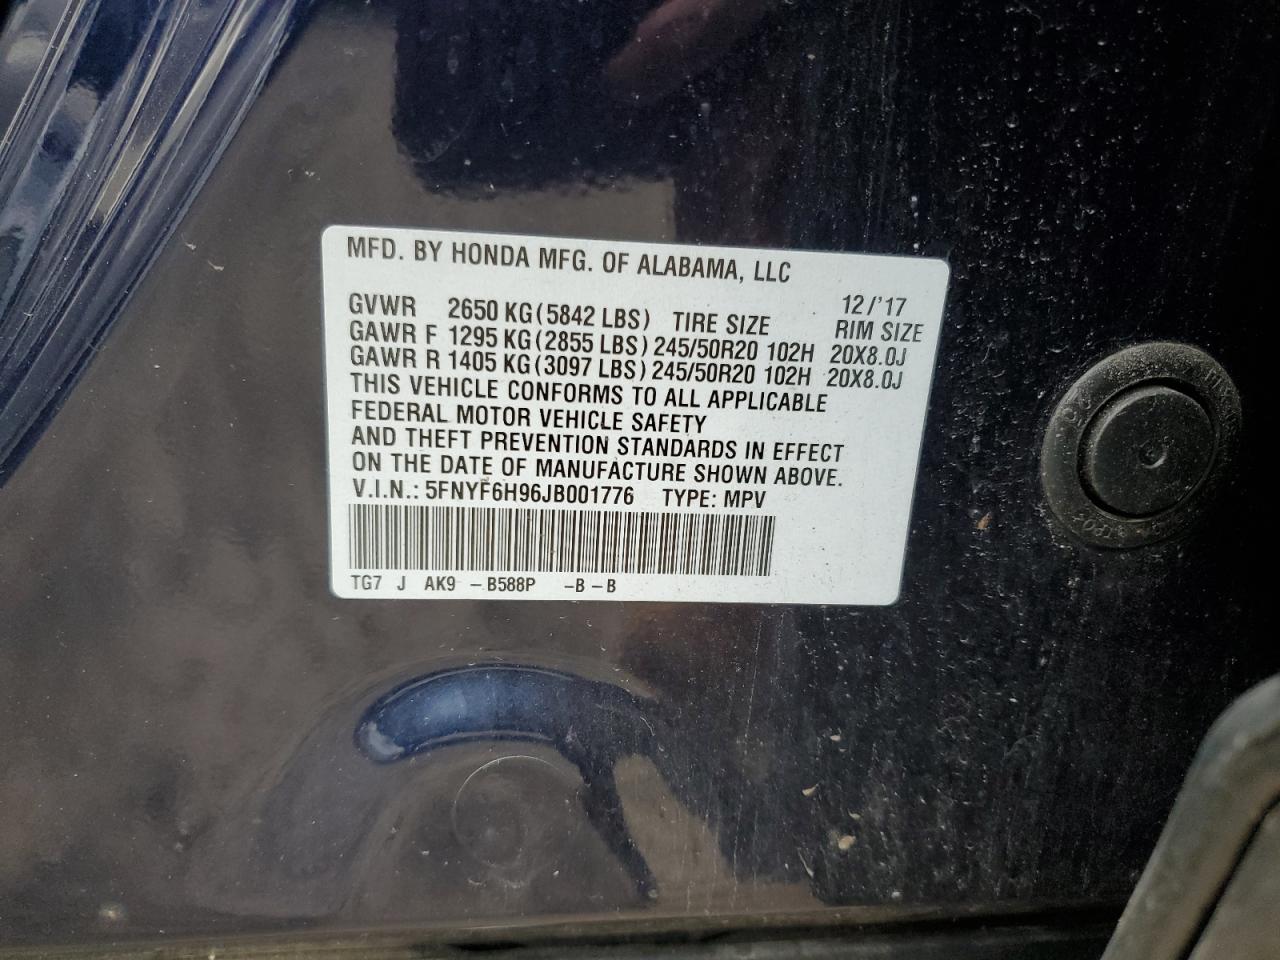 MFD. BY HONDA MFG. OF ALABAMA, LLC
12/'17
GVWR 2650 KG (5842 LBS) TIRE SIZE RIM SIZE
GAWR F 1295 KG (2855 LBS) 245/50R20 102H 20X8.0J
GAWR R 1405 KG (3097 LBS) 245/50R20 102H 20X8.0J
THIS VEHICLE CONFORMS TO ALL APPLICABLE
FEDERAL MOTOR VEHICLE SAFETY
AND THEFT PREVENTION STANDARDS IN EFFECT
ON THE DATE OF MANUFACTURE SHOWN ABOVE.
V.I.N.: 5FNYF6H96JB001776 TYPE: MPV
TG7 J AK9 -B588P -B-B